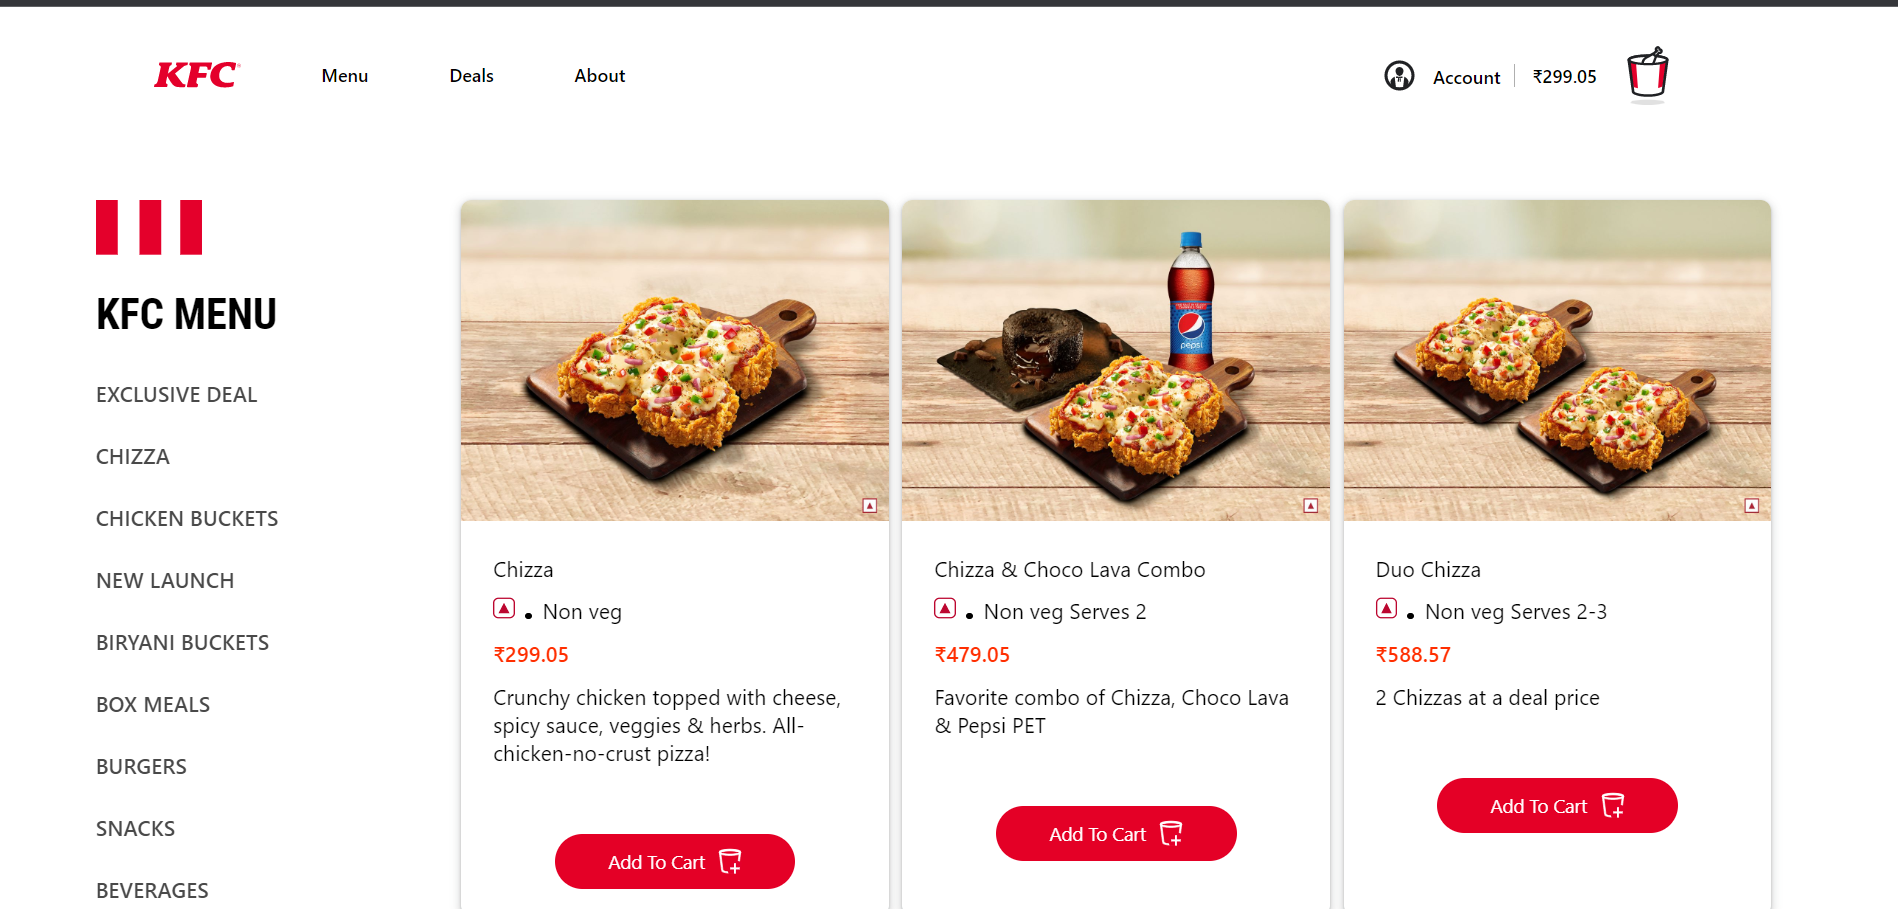 KFC
Menu
Deals
About
Account
₹299.05
KFC MENU
EXCLUSIVE DEAL
CHIZZA
CHICKEN BUCKETS
NEW LAUNCH
BIRYANI BUCKETS
BOX MEALS
BURGERS
SNACKS
BEVERAGES
Chizza
• Non veg
₹299.05
Crunchy chicken topped with cheese,
spicy sauce, veggies & herbs. All-
chicken-no-crust pizza!
Add To Cart
pepsi
Chizza & Choco Lava Combo
• Non veg Serves 2
₹479.05
Favorite combo of Chizza, Choco Lava
& Pepsi PET
Add To Cart
Duo Chizza
• Non veg Serves 2-3
₹588.57
2 Chizzas at a deal price
Add To Cart